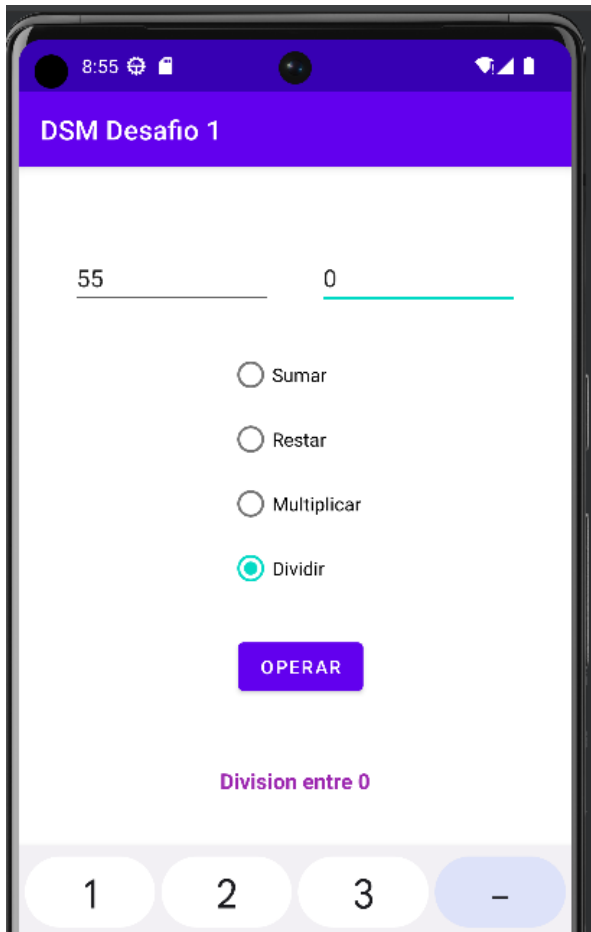 8:55
DSM Desafio 1
55 0
Sumar
Restar
Multiplicar
Dividir
OPERAR
Division entre 0
1 2 3 –